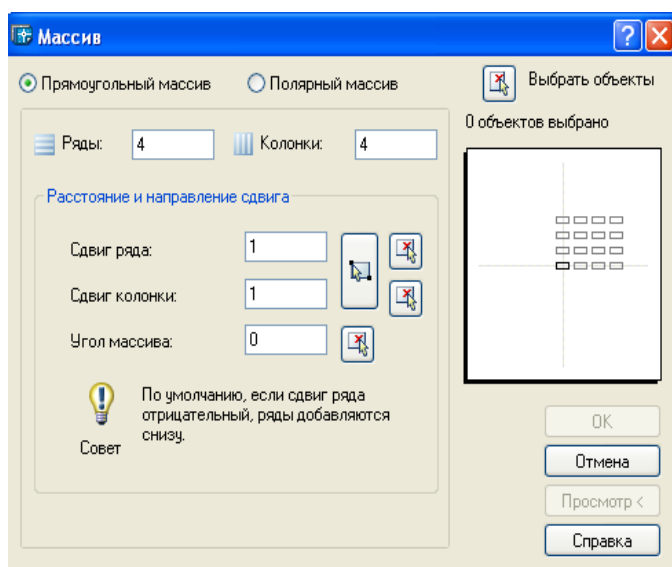 Массив
Прямоугольный массив
Полярный массив
Выбрать объекты
0 объектов выбрано
Ряды: 4
Колонки: 4
Расстояние и направление сдвига
Сдвиг ряда: 1
Сдвиг колонки: 1
Угол массива: 0
По умолчанию, если сдвиг ряда
отрицательный, ряды добавляются
снизу.
Совет
OK
Отмена
Просмотр <
Справка